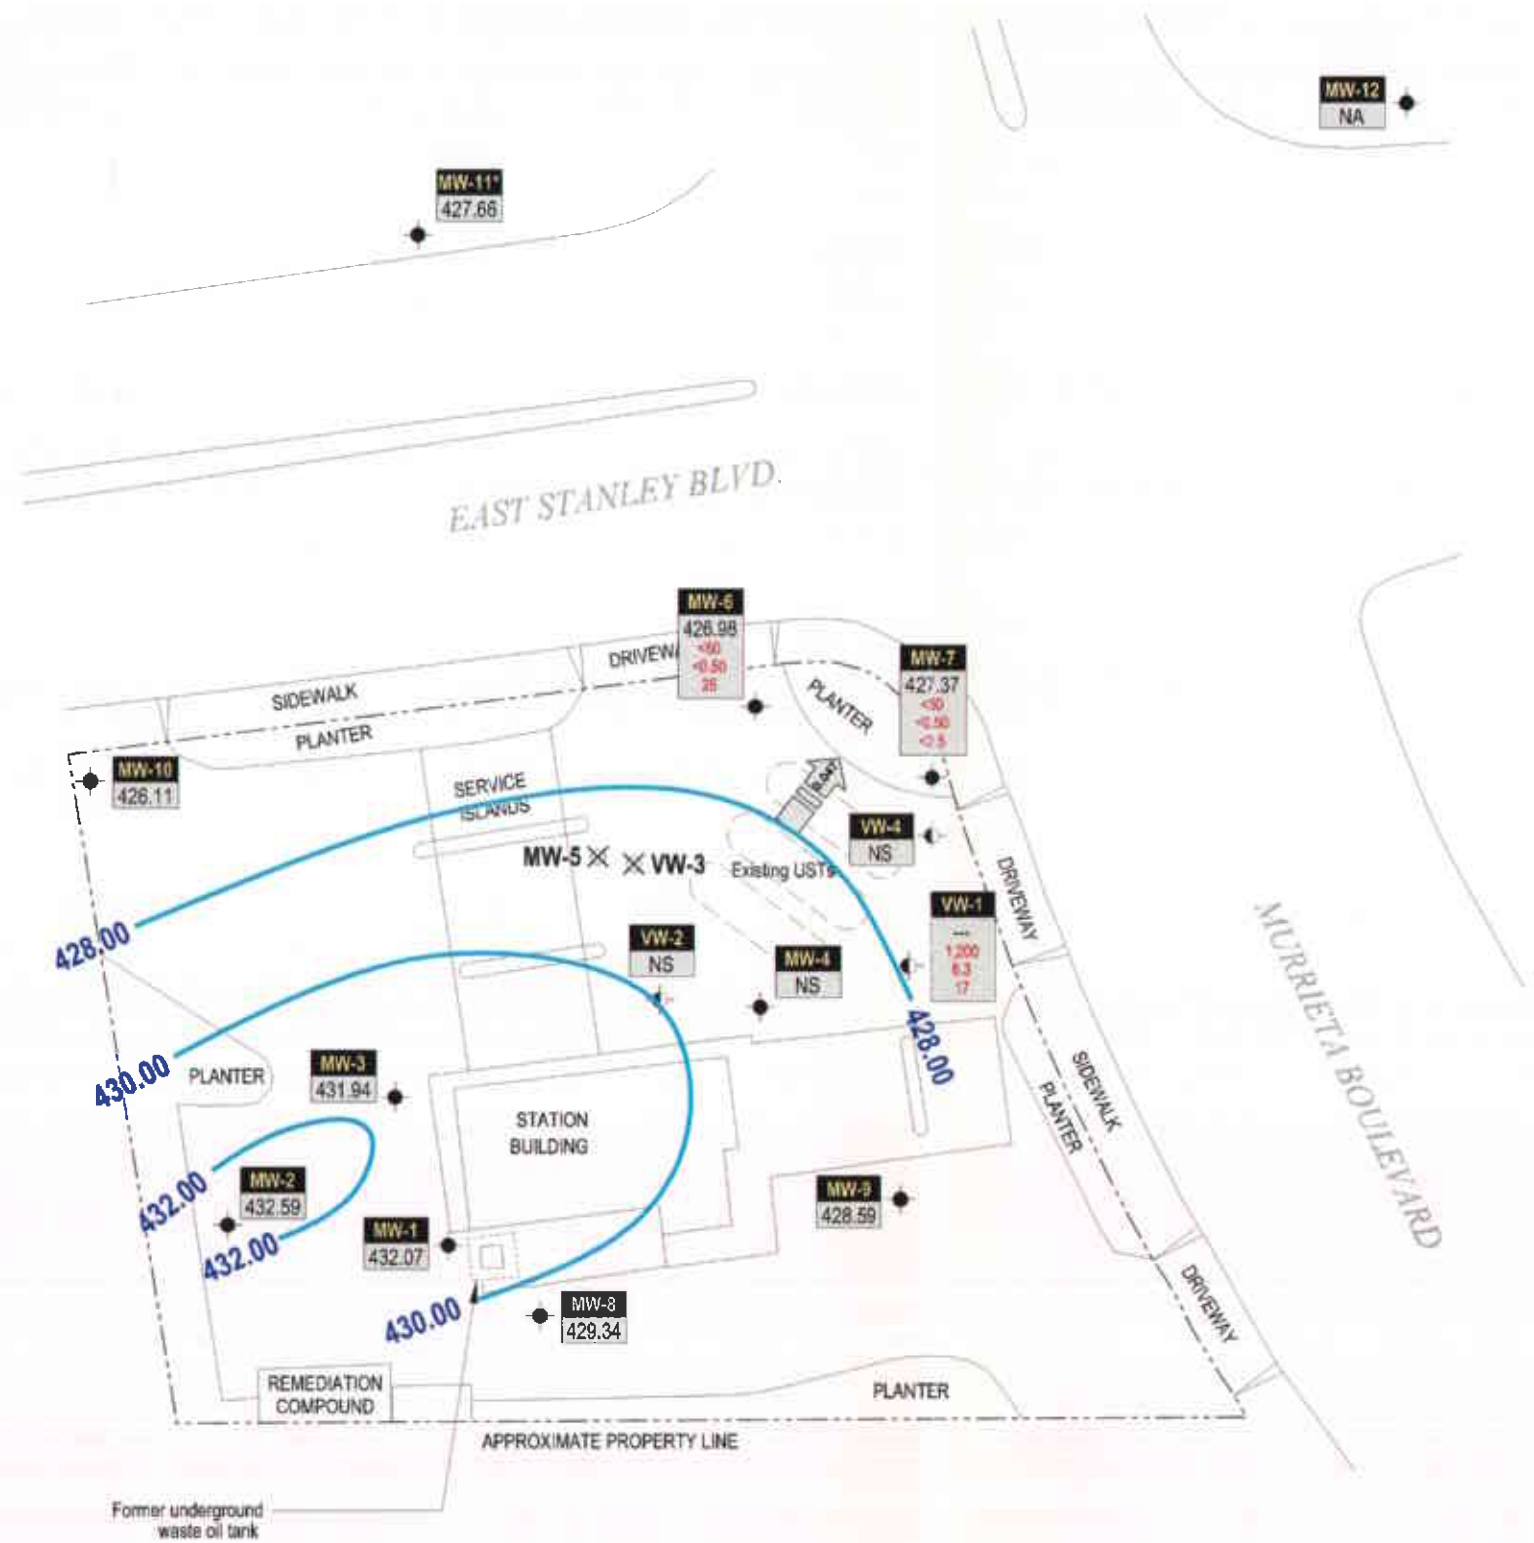 MW-12
NA
MW-11*
427.66
EAST STANLEY BLVD.
MW-6
426.98
<50
<0.50
26
DRIVEWA
MW-7
427.37
<50
<0.50
<2.5
SIDEWALK
PLANTER
PLANTER
MW-10
426.11
SERVICE
ISLANDS
0.047
VW-4
NS
MW-5
VW-3
Existing USTs
DRIVEWAY
VW-1
---
1,200
6.3
17
428.00
VW-2
NS
MW-4
NS
MURRIETA BOULEVARD
428.00
430.00
PLANTER
MW-3
431.94
SIDEWALK
PLANTER
STATION
BUILDING
432.00
MW-2
432.59
MW-9
428.59
MW-1
432.07
432.00
430.00
MW-8
429.34
DRIVEWAY
REMEDIATION
COMPOUND
PLANTER
APPROXIMATE PROPERTY LINE
Former underground
waste oil tank